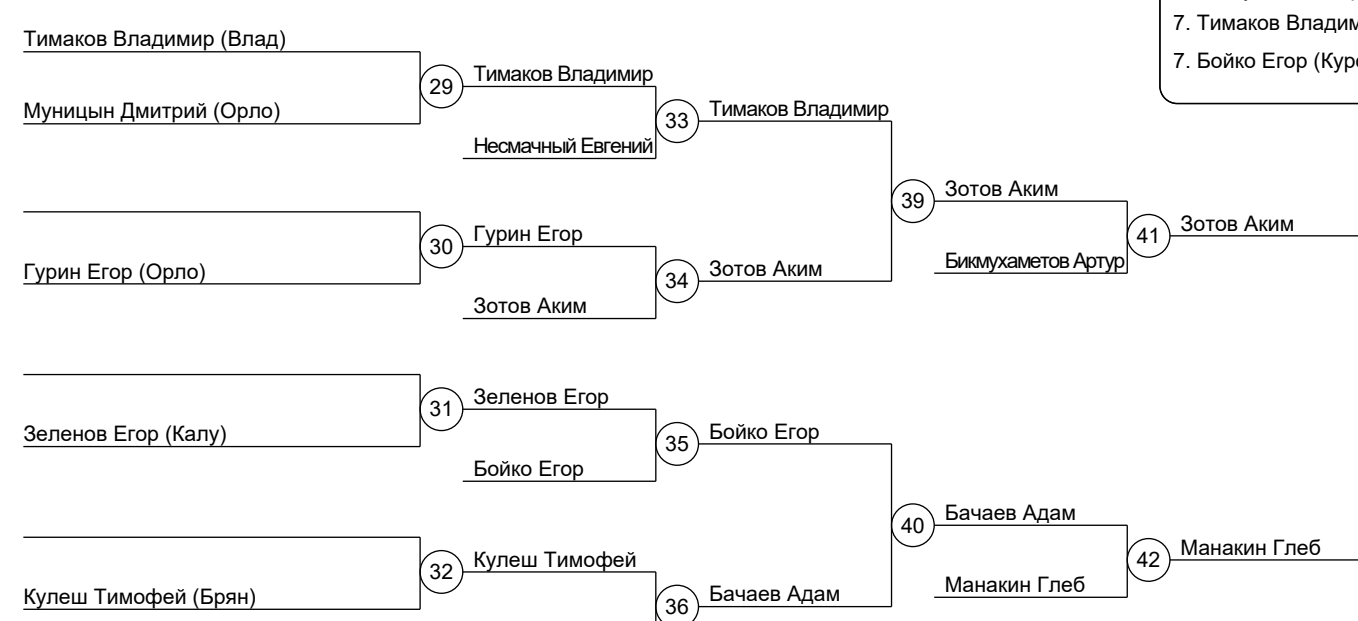 7. Тимаков Владим
7. Бойко Егор (Кур
Тимаков Владимир (Влад)
29
Тимаков Владимир
Муницын Дмитрий (Орло)
33
Тимаков Владимир
Несмачный Евгений
39
Зотов Аким
30
Гурин Егор
41
Зотов Аким
Гурин Егор (Орло)
34
Зотов Аким
Бикмухаметов Артур
Зотов Аким
31
Зеленов Егор
Зеленов Егор (Калу)
35
Бойко Егор
Бойко Егор
40
Бачаев Адам
32
Кулеш Тимофей
42
Манакин Глеб
Кулеш Тимофей (Брян)
36
Бачаев Адам
Манакин Глеб